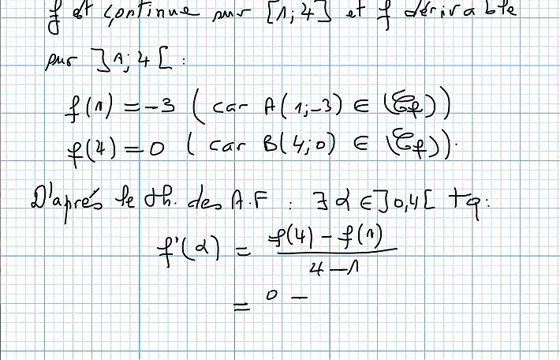 f est continue sur [1;4] et f dérivable
sur ]1;4[ :
f(1) = -3 ( car A(1;-3) ∈ (𝒞f))
f(4) = 0 ( car B(4;0) ∈ (𝒞f)).
D'aprés le th. des A.F : ∃ α ∈ ]0,4[ tq:
f'(α) = f(4) - f(1) / 4 - 1
= 0 -